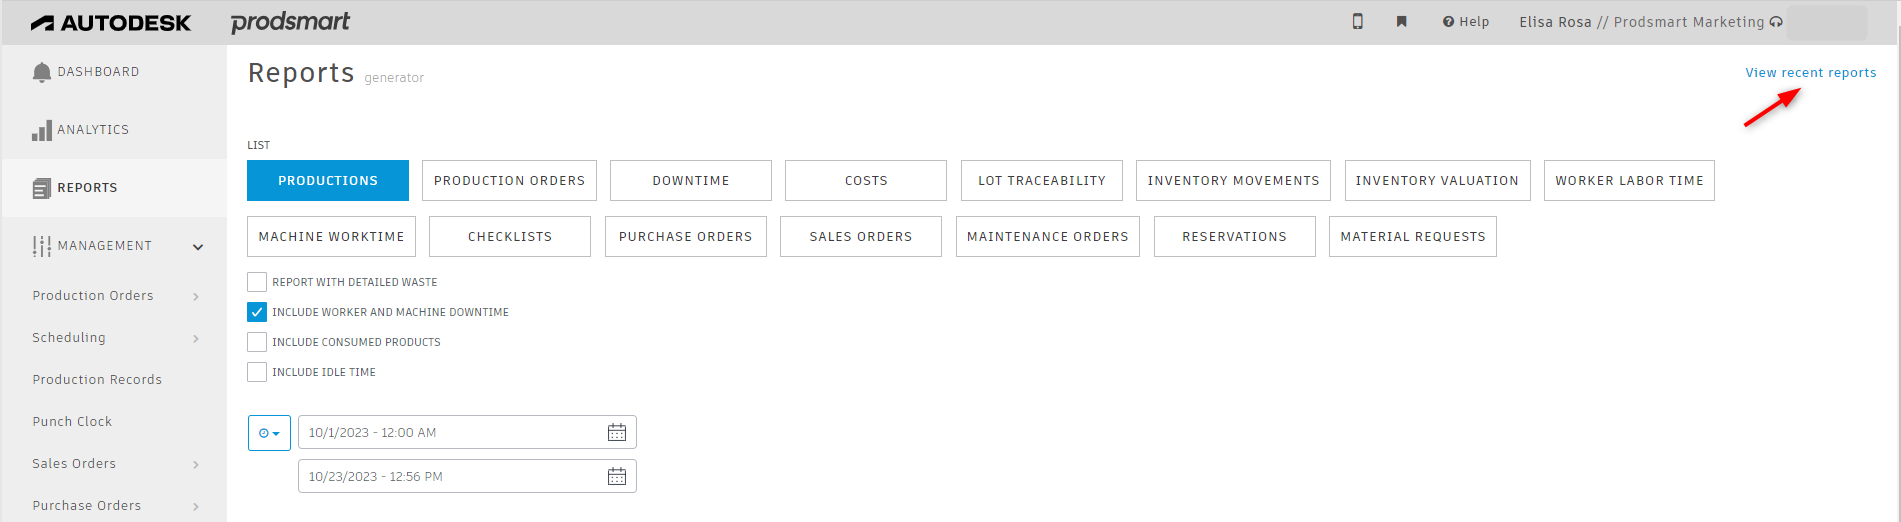 AUTODESK prodsmart Help Elisa Rosa // Prodsmart Marketing
DASHBOARD
ANALYTICS
REPORTS
MANAGEMENT
Production Orders
Scheduling
Production Records
Punch Clock
Sales Orders
Purchase Orders
Reports generator
View recent reports
LIST
PRODUCTIONS PRODUCTION ORDERS DOWNTIME COSTS LOT TRACEABILITY INVENTORY MOVEMENTS INVENTORY VALUATION WORKER LABOR TIME
MACHINE WORKTIME CHECKLISTS PURCHASE ORDERS SALES ORDERS MAINTENANCE ORDERS RESERVATIONS MATERIAL REQUESTS
REPORT WITH DETAILED WASTE
INCLUDE WORKER AND MACHINE DOWNTIME
INCLUDE CONSUMED PRODUCTS
INCLUDE IDLE TIME
10/1/2023 - 12:00 AM
10/23/2023 - 12:56 PM